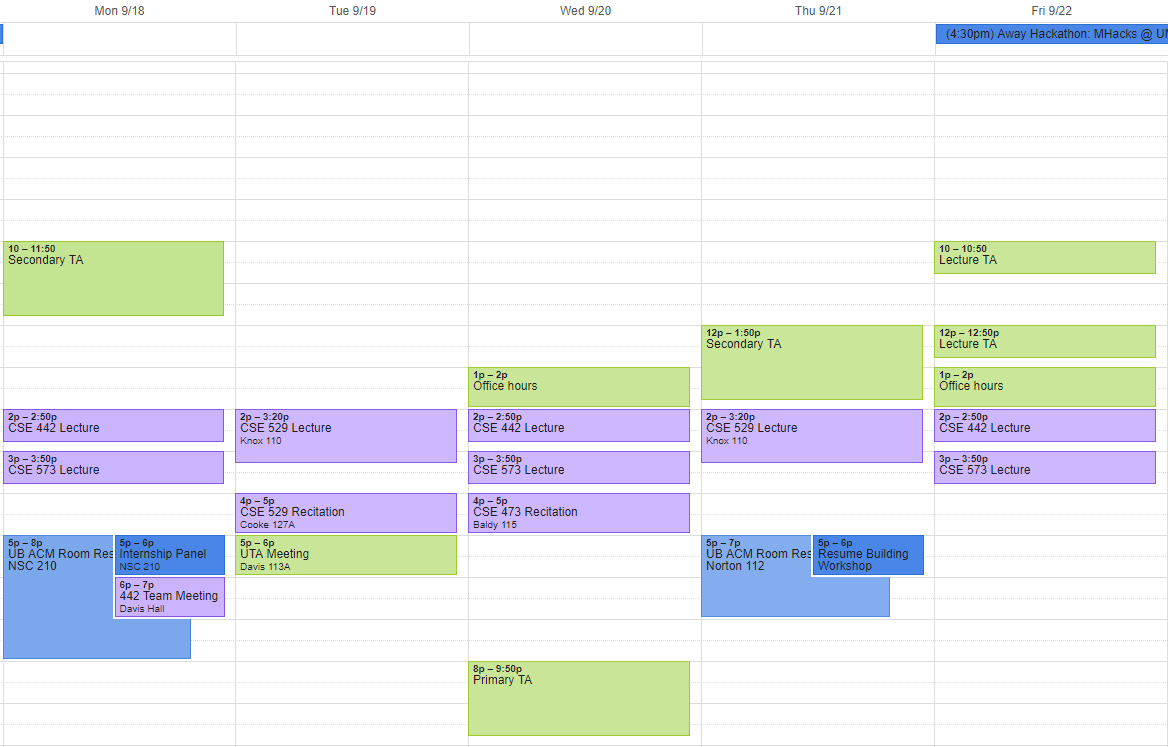 Mon 9/18
Tue 9/19
Wed 9/20
Thu 9/21
Fri 9/22
(4:30pm) Away Hackathon: MHacks @ UM
10 – 11:50
Secondary TA
2p – 2:50p
CSE 442 Lecture
3p – 3:50p
CSE 573 Lecture
5p – 8p
UB ACM Room Res
NSC 210
5p – 6p
Internship Panel
NSC 210
6p – 7p
442 Team Meeting
Davis Hall
2p – 3:20p
CSE 529 Lecture
Knox 110
4p – 5p
CSE 529 Recitation
Cooke 127A
5p – 6p
UTA Meeting
Davis 113A
1p – 2p
Office hours
2p – 2:50p
CSE 442 Lecture
3p – 3:50p
CSE 573 Lecture
4p – 5p
CSE 473 Recitation
Baldy 115
8p – 9:50p
Primary TA
12p – 1:50p
Secondary TA
2p – 3:20p
CSE 529 Lecture
Knox 110
5p – 7p
UB ACM Room Res
Norton 112
5p – 6p
Resume Building
Workshop
10 – 10:50
Lecture TA
12p – 12:50p
Lecture TA
1p – 2p
Office hours
2p – 2:50p
CSE 442 Lecture
3p – 3:50p
CSE 573 Lecture